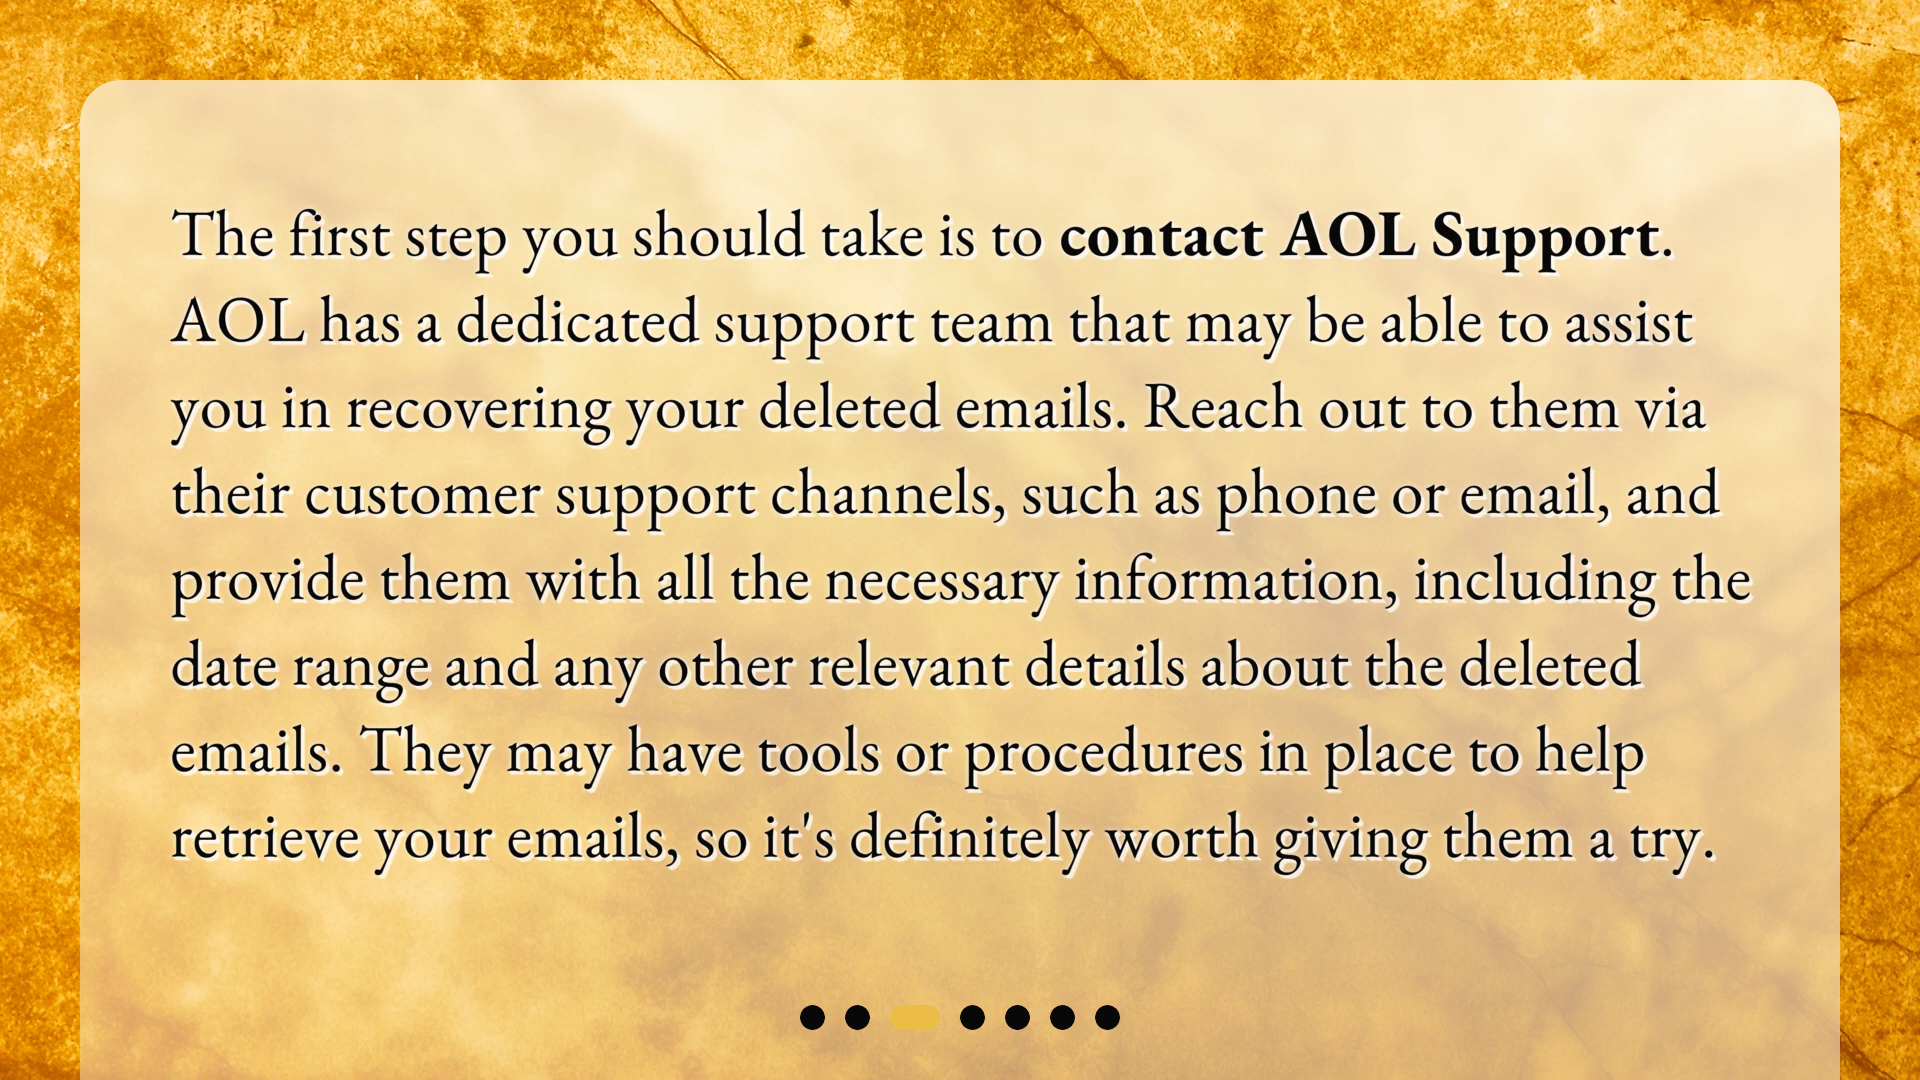 The first step you should take is to contact AOL Support.
AOL has a dedicated support team that may be able to assist
you in recovering your deleted emails. Reach out to them via
their customer support channels, such as phone or email, and
provide them with all the necessary information, including the
date range and any other relevant details about the deleted
emails. They may have tools or procedures in place to help
retrieve your emails, so it's definitely worth giving them a try.